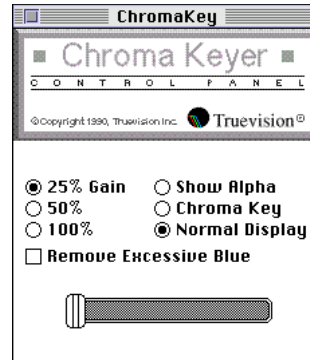 ChromaKey
Chroma Keyer
CONTROL PANEL
©Copyright 1990, Truevision Inc. Truevision®
25% Gain Show Alpha
50% Chroma Key
100% Normal Display
Remove Excessive Blue